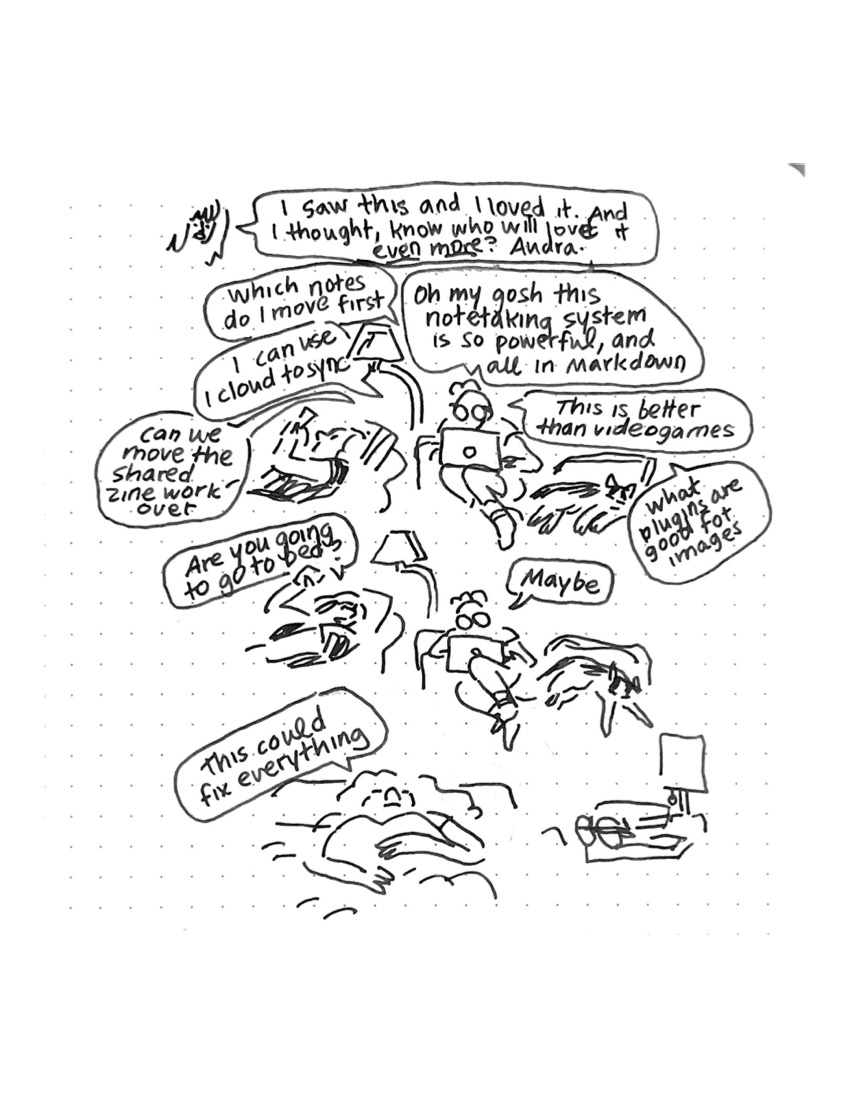 I saw this and I loved it. And
I thought, know who will love it
even more? Andra.
Which notes
do I move first
Oh my gosh this
notetaking system
is so powerful, and
all in Markdown
I can use
I cloud to sync
This is better
than videogames
Can we
move the
shared
zine work
over
what
plugins are
good for
images
Are you going
to go to bed?
Maybe
This could
fix everything